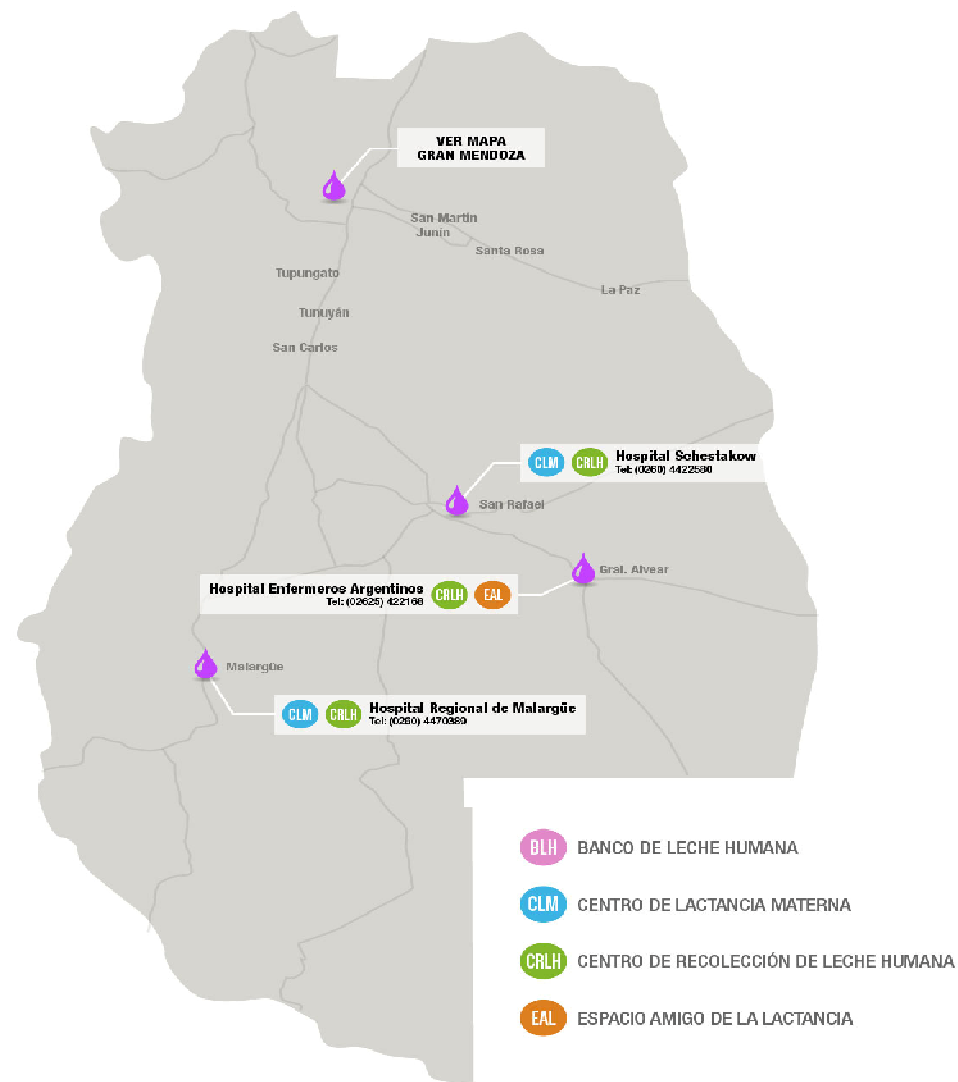 VER MAPA
GRAN MENDOZA
San Martin
Junín
Santa Rosa
Tupungato
La Paz
Tunuyán
San Carlos
CLM CRLH Hospital Schestakow
Tel: (0260) 4422580
San Rafael
Gral. Alvear
Hospital Enfermeros Argentinos CRLH EAL
Tel: (02625) 422168
Malargüe
CLM CRLH Hospital Regional de Malargüe
Tel: (0260) 4470389
BLH BANCO DE LECHE HUMANA
CLM CENTRO DE LACTANCIA MATERNA
CRLH CENTRO DE RECOLECCIÓN DE LECHE HUMANA
EAL ESPACIO AMIGO DE LA LACTANCIA